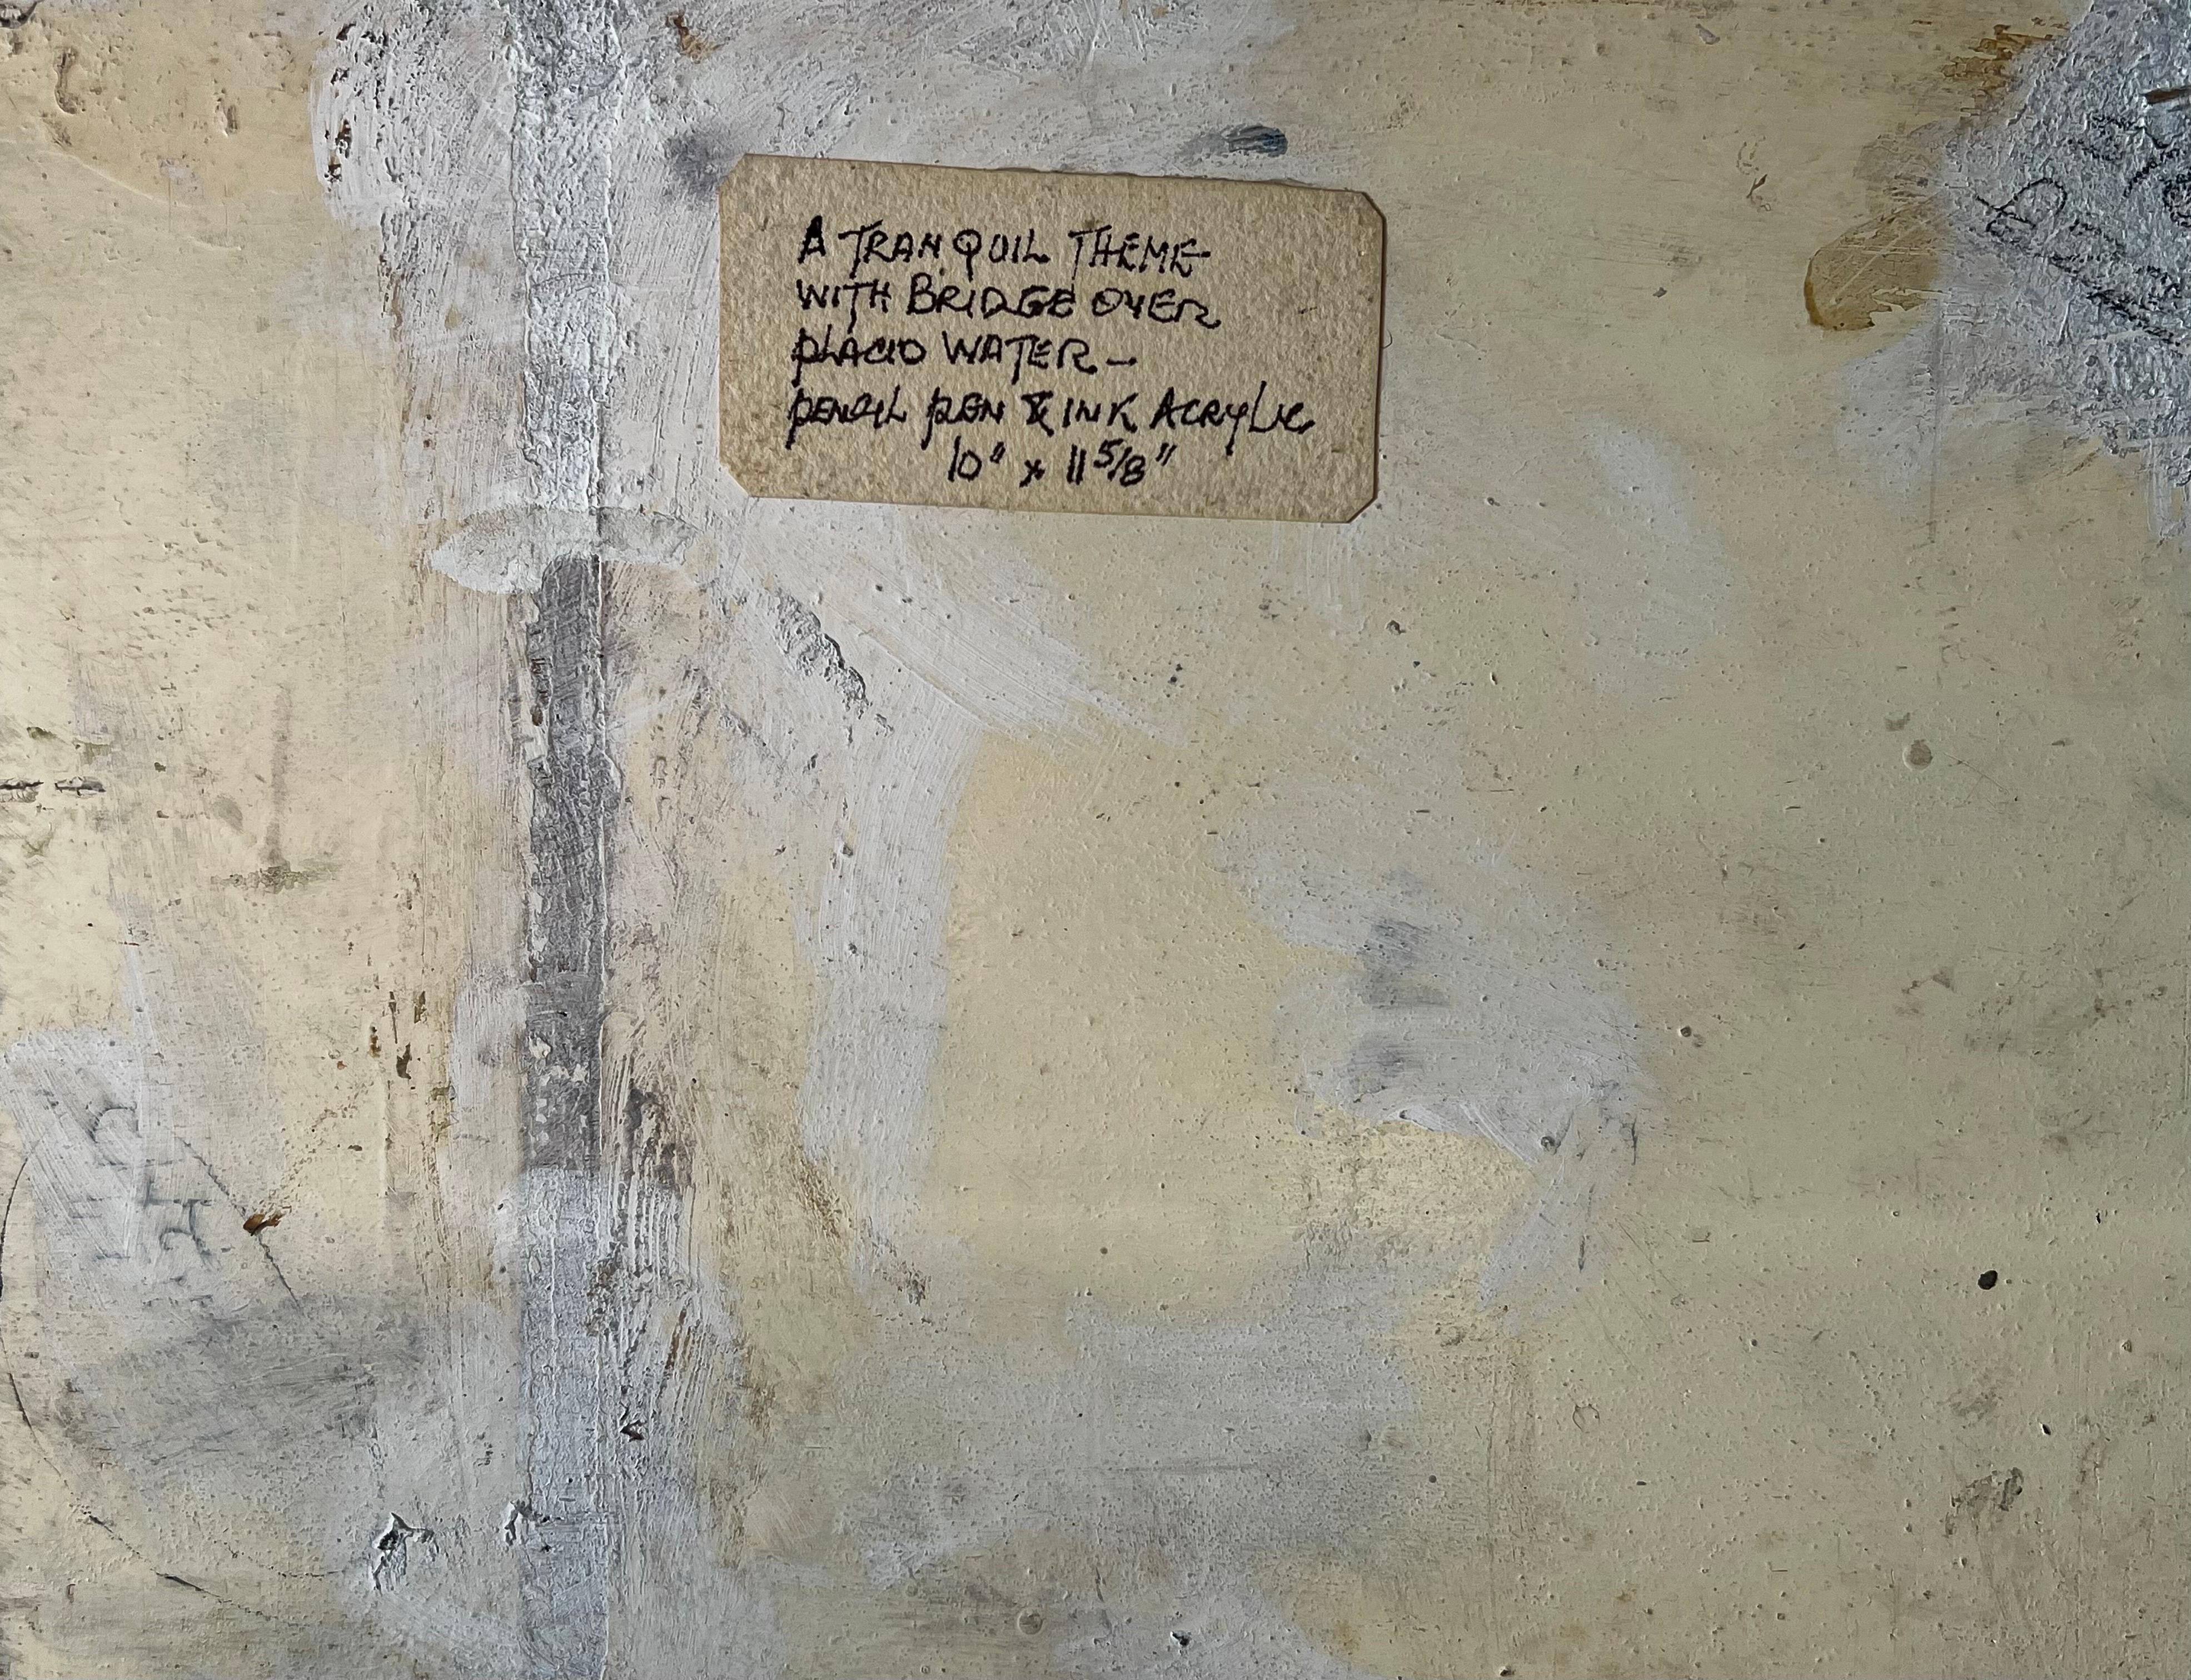 A TRANQUIL THEME
WITH BRIDGE OVER
PLACID WATER —
PENCIL PEN & INK ACRYLIC
10" x 11 5/8"